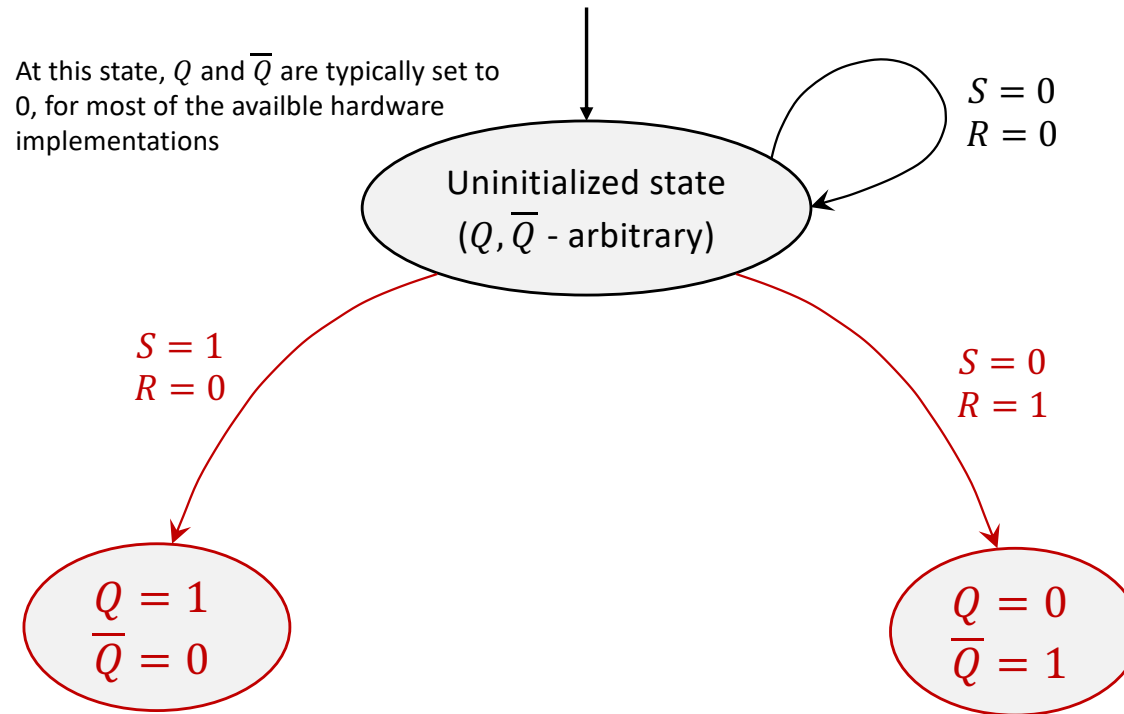 At this state, Q and Q̅ are typically set to
0, for most of the availble hardware
implementations
S = 0
R = 0
Uninitialized state
(Q, Q̅ - arbitrary)
S = 1
R = 0
S = 0
R = 1
Q = 1
Q̅ = 0
Q = 0
Q̅ = 1